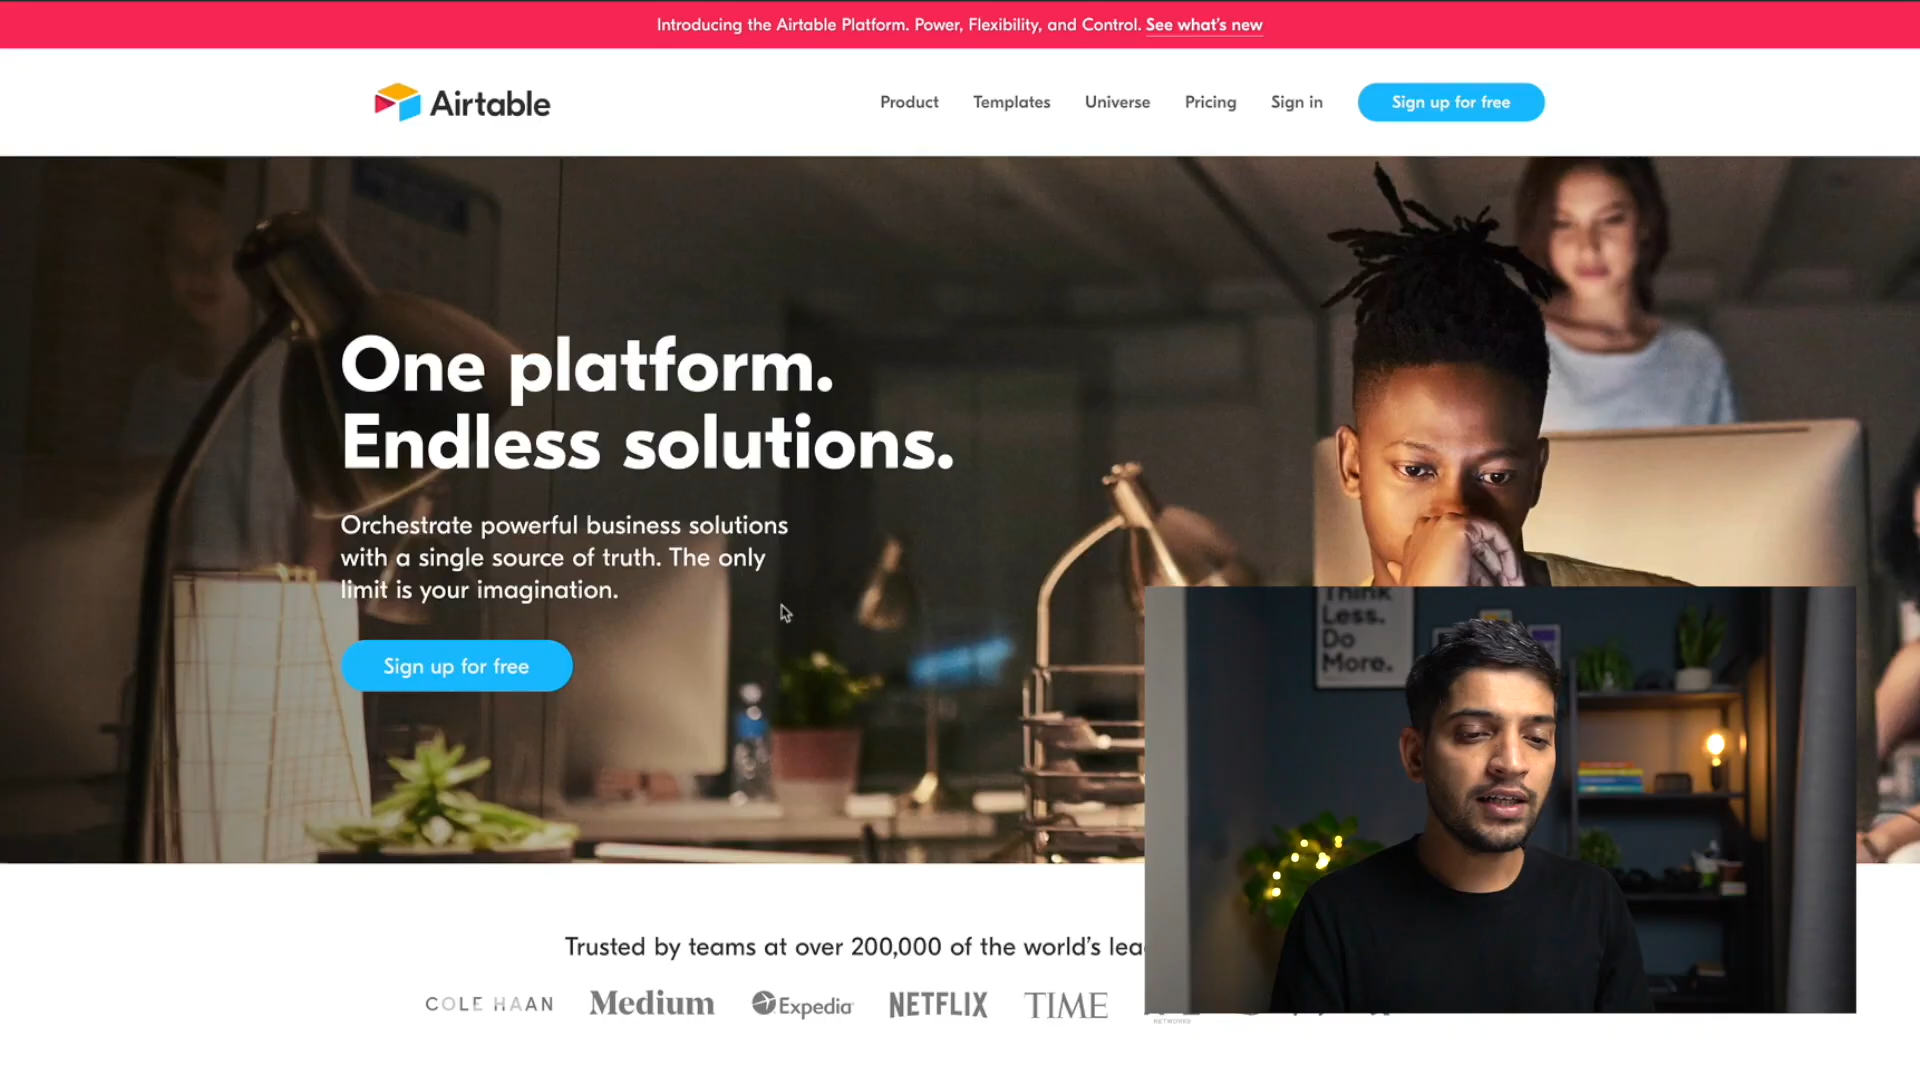 Introducing the Airtable Platform. Power, Flexibility, and Control. See what's new
Airtable
Product Templates Universe Pricing Sign in Sign up for free
One platform.
Endless solutions.
Orchestrate powerful business solutions
with a single source of truth. The only
limit is your imagination.
Sign up for free
Think
Less.
Do
More.
Trusted by teams at over 200,000 of the world's lea
COLE HAAN Medium Expedia NETFLIX TIME
NETWORKS